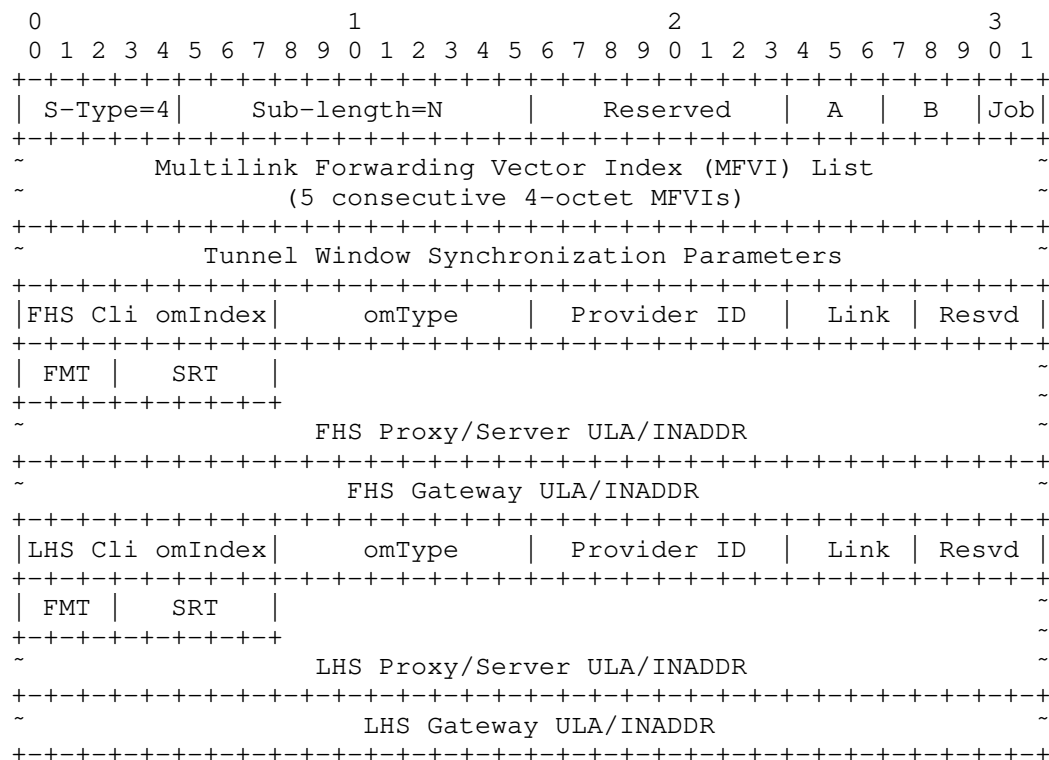 0                   1                   2                   3
 0 1 2 3 4 5 6 7 8 9 0 1 2 3 4 5 6 7 8 9 0 1 2 3 4 5 6 7 8 9 0 1
+-+-+-+-+-+-+-+-+-+-+-+-+-+-+-+-+-+-+-+-+-+-+-+-+-+-+-+-+-+-+-+-+
| S-Type=4|    Sub-length=N     |    Reserved   |  A  |  B  |Job|
+-+-+-+-+-+-+-+-+-+-+-+-+-+-+-+-+-+-+-+-+-+-+-+-+-+-+-+-+-+-+-+-+
~        Multilink Forwarding Vector Index (MFVI) List          ~
~                (5 consecutive 4-octet MFVIs)                  ~
+-+-+-+-+-+-+-+-+-+-+-+-+-+-+-+-+-+-+-+-+-+-+-+-+-+-+-+-+-+-+-+-+
~           Tunnel Window Synchronization Parameters            ~
+-+-+-+-+-+-+-+-+-+-+-+-+-+-+-+-+-+-+-+-+-+-+-+-+-+-+-+-+-+-+-+-+
|FHS Cli omIndex|     omType    |  Provider ID  |  Link | Resvd |
+-+-+-+-+-+-+-+-+-+-+-+-+-+-+-+-+-+-+-+-+-+-+-+-+-+-+-+-+-+-+-+-+
| FMT |   SRT   |                                               ~
+-+-+-+-+-+-+-+-+                                               ~
~                  FHS Proxy/Server ULA/INADDR                  ~
+-+-+-+-+-+-+-+-+-+-+-+-+-+-+-+-+-+-+-+-+-+-+-+-+-+-+-+-+-+-+-+-+
~                    FHS Gateway ULA/INADDR                     ~
+-+-+-+-+-+-+-+-+-+-+-+-+-+-+-+-+-+-+-+-+-+-+-+-+-+-+-+-+-+-+-+-+
|LHS Cli omIndex|     omType    |  Provider ID  |  Link | Resvd |
+-+-+-+-+-+-+-+-+-+-+-+-+-+-+-+-+-+-+-+-+-+-+-+-+-+-+-+-+-+-+-+-+
| FMT |   SRT   |                                               ~
+-+-+-+-+-+-+-+-+                                               ~
~                  LHS Proxy/Server ULA/INADDR                  ~
+-+-+-+-+-+-+-+-+-+-+-+-+-+-+-+-+-+-+-+-+-+-+-+-+-+-+-+-+-+-+-+-+
~                     LHS Gateway ULA/INADDR                    ~
+-+-+-+-+-+-+-+-+-+-+-+-+-+-+-+-+-+-+-+-+-+-+-+-+-+-+-+-+-+-+-+-+